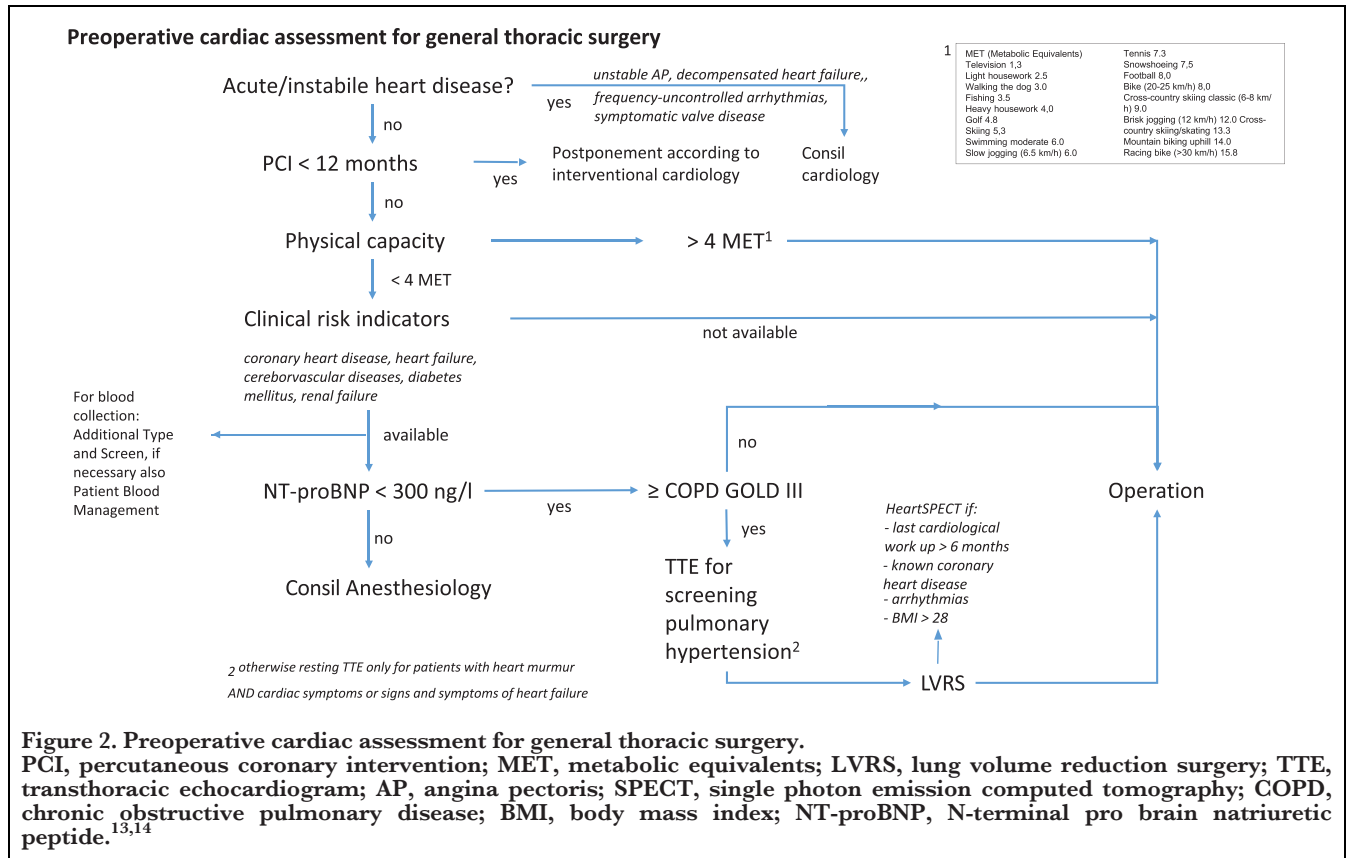 Preoperative cardiac assessment for general thoracic surgery
1
MET (Metabolic Equivalents)
Television 1,3
Light housework 2.5
Walking the dog 3.0
Fishing 3.5
Heavy housework 4,0
Golf 4.8
Skiing 5,3
Swimming moderate 6.0
Slow jogging (6.5 km/h) 6.0
Tennis 7.3
Snowshoeing 7,5
Football 8,0
Bike (20-25 km/h) 8,0
Cross-country skiing classic (6-8 km/
h) 9.0
Brisk jogging (12 km/h) 12.0 Cross-
country skiing/skating 13.3
Mountain biking uphill 14.0
Racing bike (>30 km/h) 15.8
Acute/instabile heart disease?
yes
unstable AP, decompensated heart failure,,
frequency-uncontrolled arrhythmias,
symptomatic valve disease
no
PCI < 12 months
yes
Postponement according to
interventional cardiology
Consil
cardiology
no
Physical capacity
> 4 MET1
< 4 MET
Clinical risk indicators
not available
coronary heart disease, heart failure,
cereborvascular diseases, diabetes
mellitus, renal failure
For blood
collection:
Additional Type
and Screen, if
necessary also
Patient Blood
Management
available
no
NT-proBNP < 300 ng/l
yes
≥ COPD GOLD III
Operation
no
yes
Consil Anesthesiology
TTE for
screening
pulmonary
hypertension2
HeartSPECT if:
- last cardiological
work up > 6 months
- known coronary
heart disease
- arrhythmias
- BMI > 28
LVRS
2 otherwise resting TTE only for patients with heart murmur
AND cardiac symptoms or signs and symptoms of heart failure
Figure 2. Preoperative cardiac assessment for general thoracic surgery.
PCI, percutaneous coronary intervention; MET, metabolic equivalents; LVRS, lung volume reduction surgery; TTE,
transthoracic echocardiogram; AP, angina pectoris; SPECT, single photon emission computed tomography; COPD,
chronic obstructive pulmonary disease; BMI, body mass index; NT-proBNP, N-terminal pro brain natriuretic
peptide.13,14